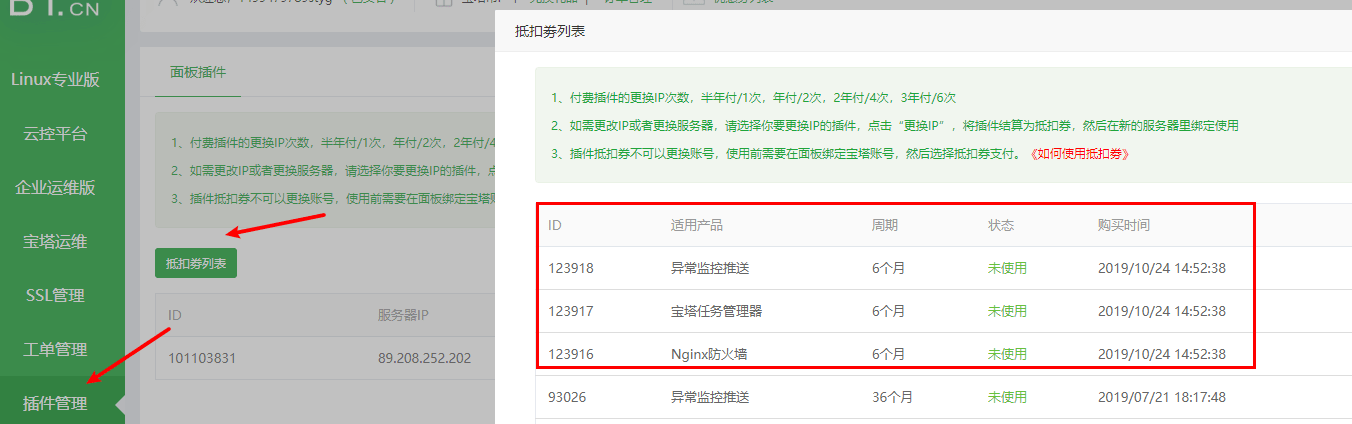 BT.CN
Linux专业版
云控平台
企业运维版
宝塔运维
SSL管理
工单管理
插件管理
面板插件
1、付费插件的更换IP次数，半年付/1次，年付/2次，2年付/4
2、如需更改IP或者更换服务器，请选择你要更换IP的插件，点
3、插件抵扣券不可以更换账号，使用前需要在面板绑定宝塔账
抵扣券列表
ID 服务器IP
101103831 89.208.252.202
抵扣券列表
1、付费插件的更换IP次数，半年付/1次，年付/2次，2年付/4次，3年付/6次
2、如需更改IP或者更换服务器，请选择你要更换IP的插件，点击“更换IP”，将插件结算为抵扣券，然后在新的服务器里绑定使用
3、插件抵扣券不可以更换账号，使用前需要在面板绑定宝塔账号，然后选择抵扣券支付。《如何使用抵扣券》
ID 适用产品 周期 状态 购买时间
123918 异常监控推送 6个月 未使用 2019/10/24 14:52:38
123917 宝塔任务管理器 6个月 未使用 2019/10/24 14:52:38
123916 Nginx防火墙 6个月 未使用 2019/10/24 14:52:38
93026 异常监控推送 36个月 未使用 2019/07/21 18:17:48